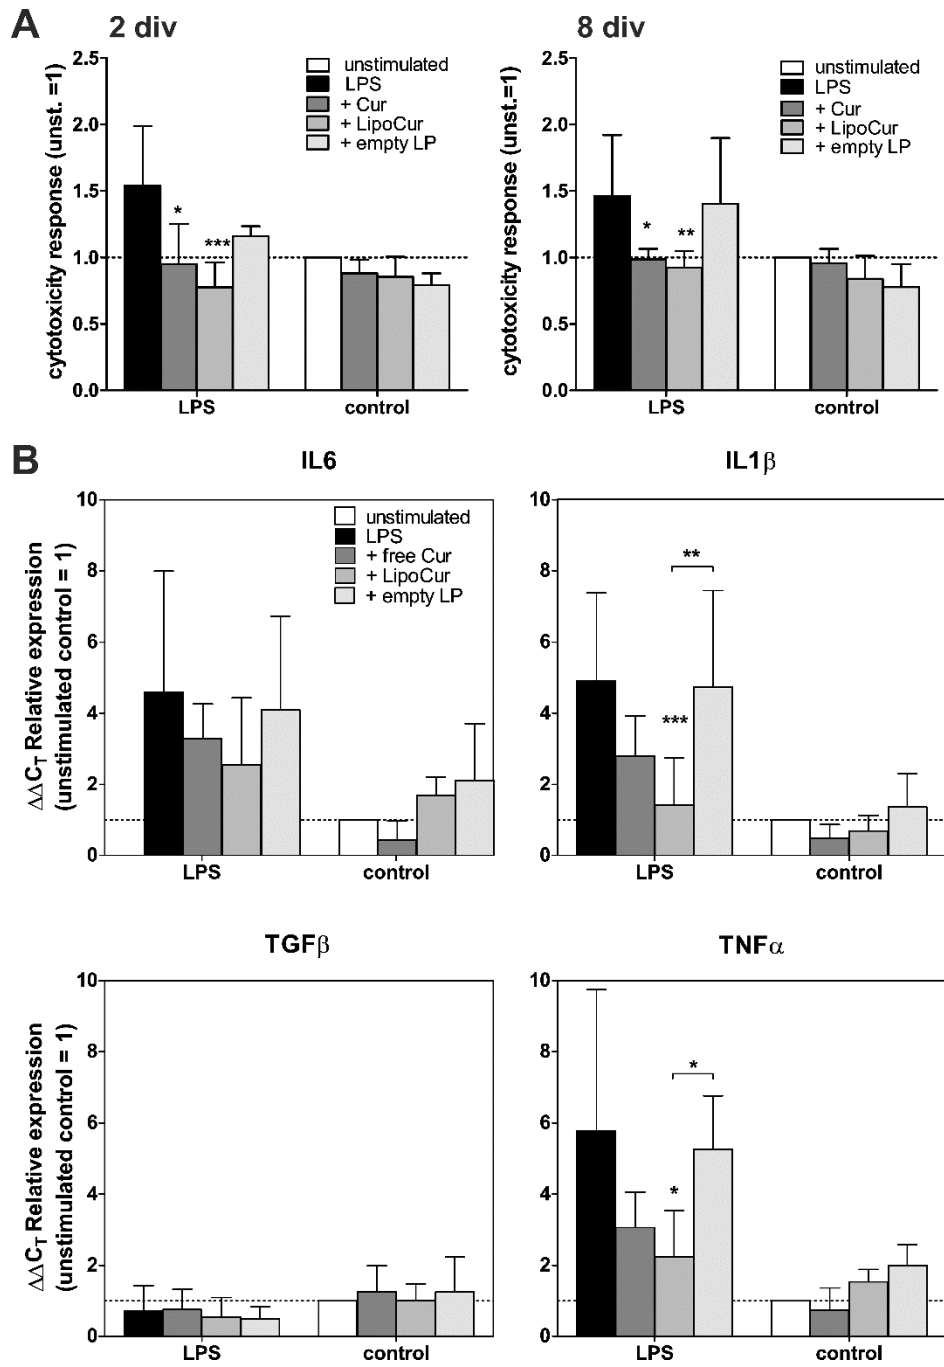 A
2 div
8 div
cytotoxicity response (unst. =1)
2.5
2.0
1.5
1.0
0.5
0.0
unstimulated
LPS
+ Cur
+ LipoCur
+ empty LP
*
***
LPS
control
cytotoxicity response (unst.=1)
2.5
2.0
1.5
1.0
0.5
0.0
unstimulated
LPS
+ Cur
+ LipoCur
+ empty LP
*
**
LPS
control
B
IL6
IL1β
ΔΔCT Relative expression
(unstimulated control = 1)
10
8
6
4
2
0
unstimulated
LPS
+ free Cur
+ LipoCur
+ empty LP
LPS
control
10
8
6
4
2
0
**
***
LPS
control
TGFβ
TNFα
ΔΔCT Relative expression
(unstimulated control = 1)
10
8
6
4
2
0
LPS
control
10
8
6
4
2
0
*
*
LPS
control